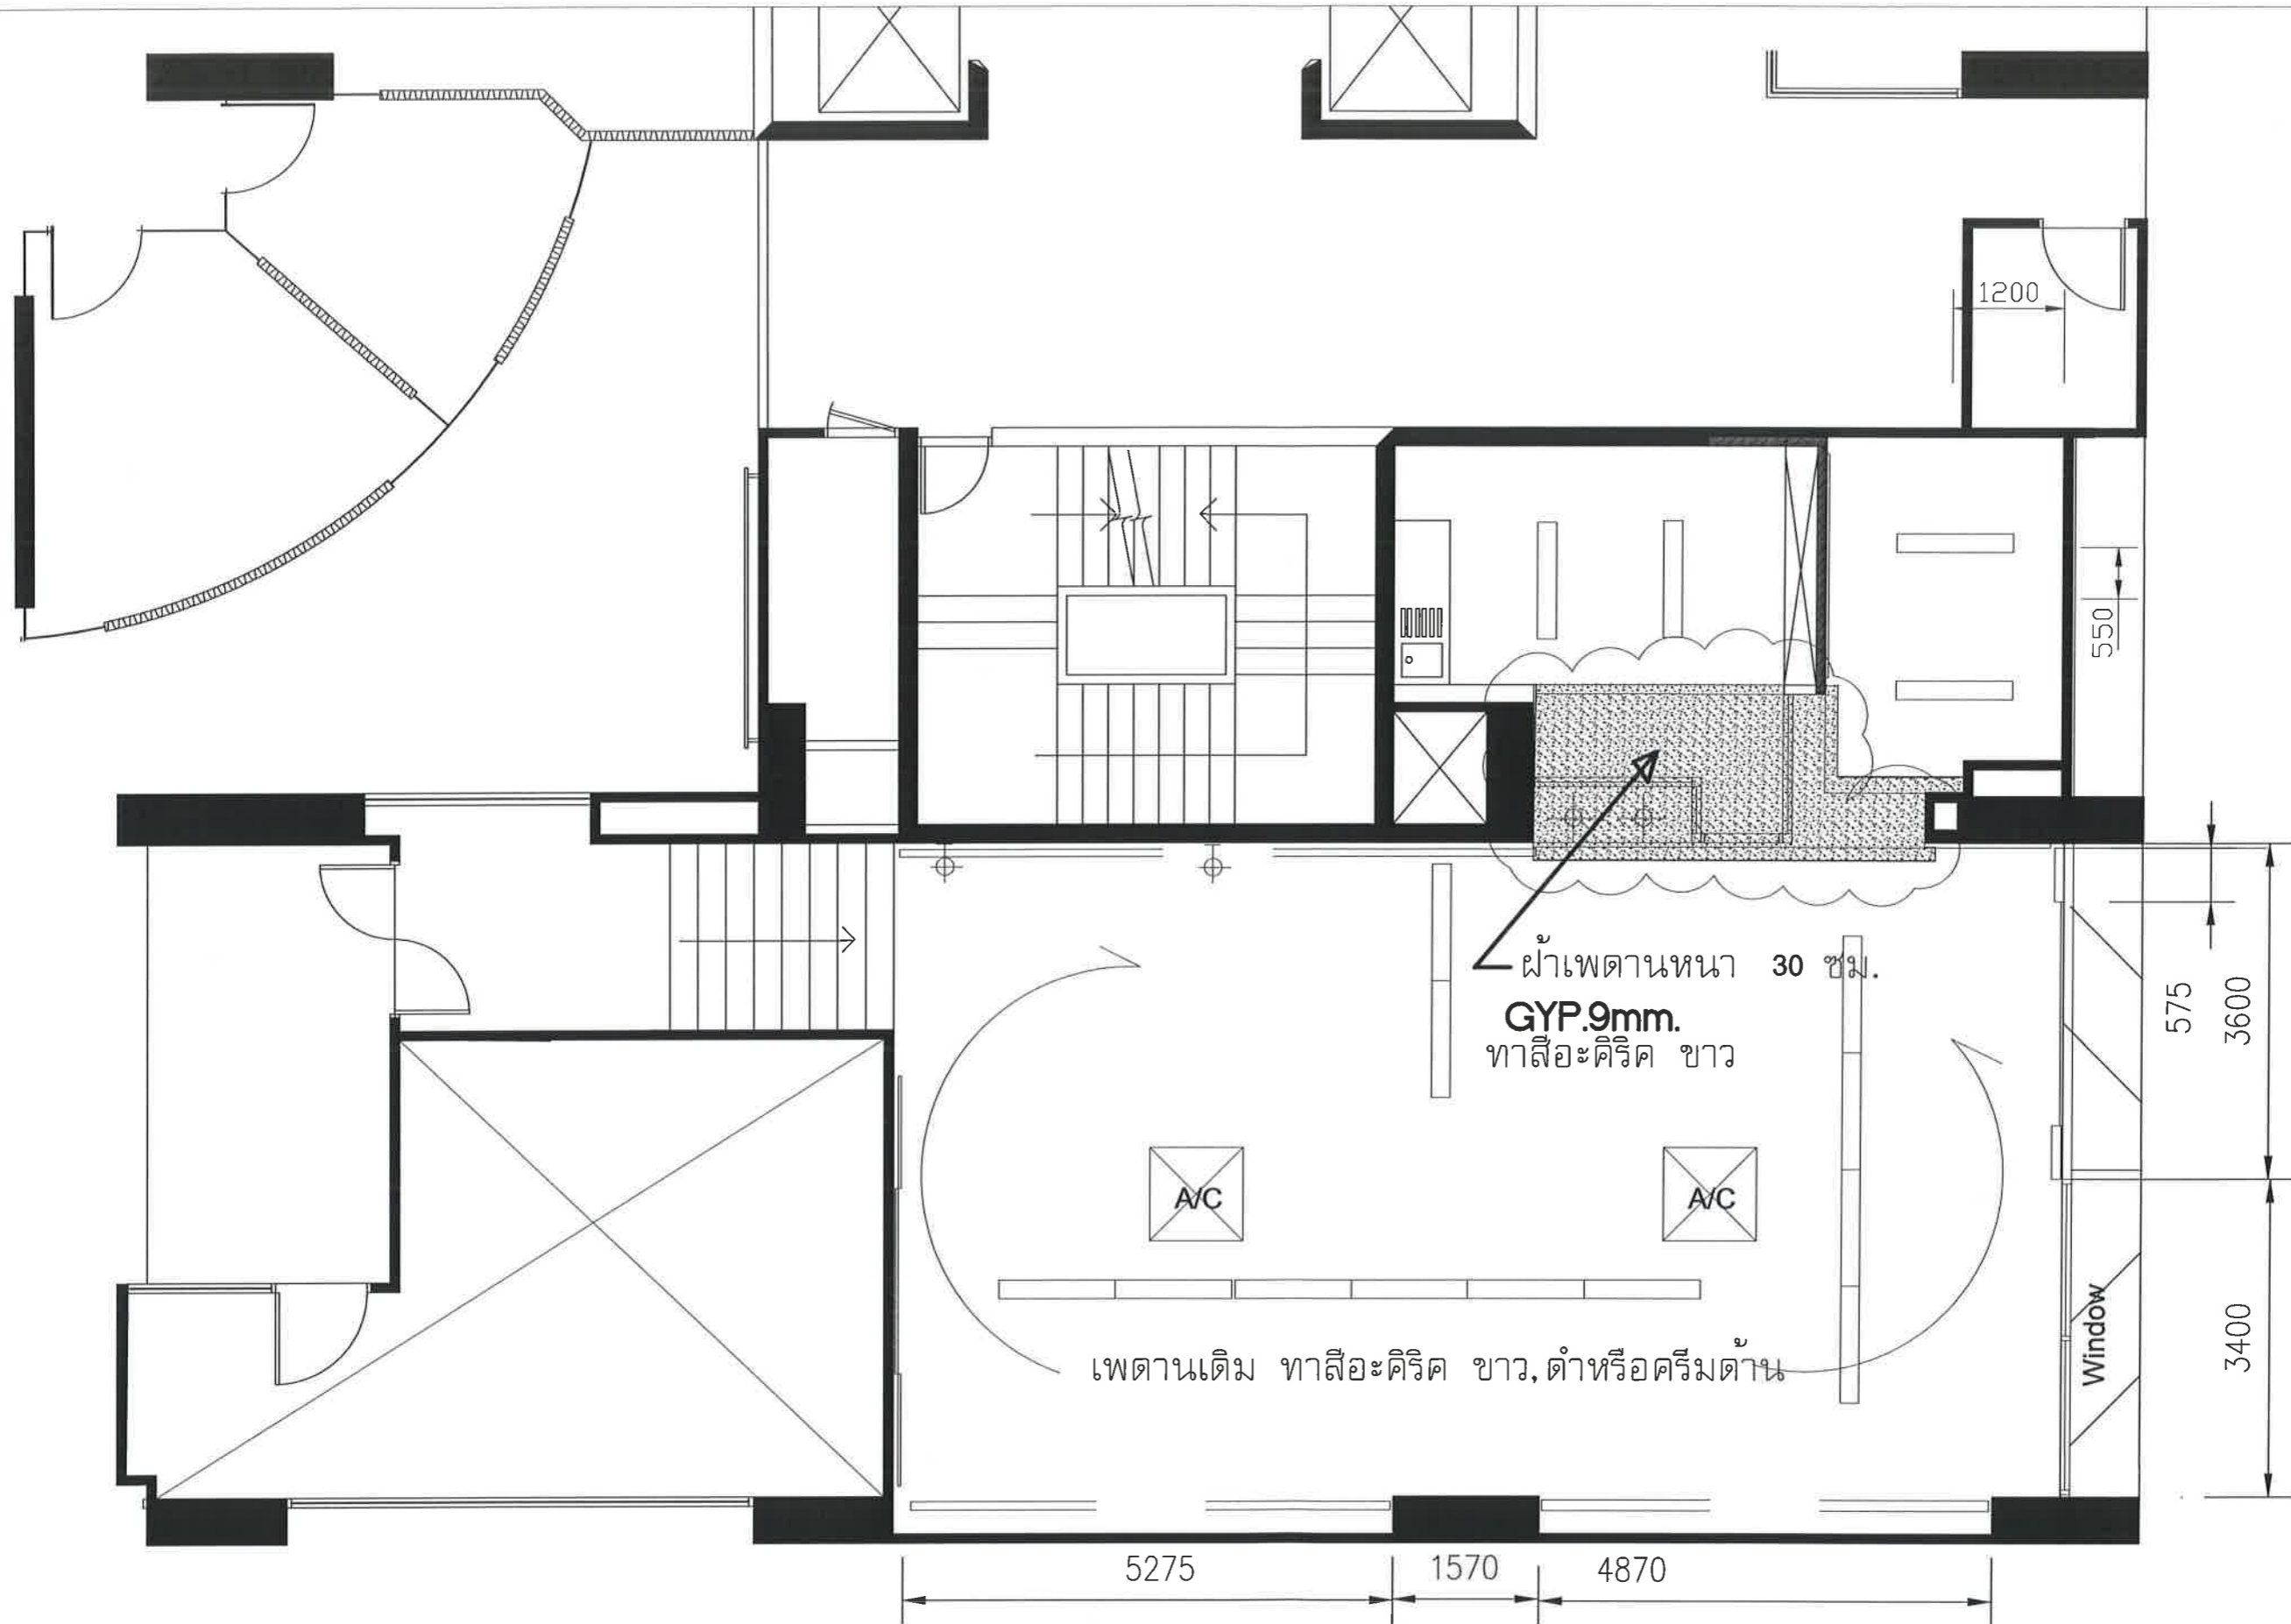 1200
550
ฝ้าเพดานหนา 30 ซม.
GYP.9mm.
ทาสีอะคิริค ขาว
575
3600
A/C
A/C
Window
3400
เพดานเดิม ทาสีอะคิริค ขาว,ดำหรือครีมด้าน
5275
1570
4870